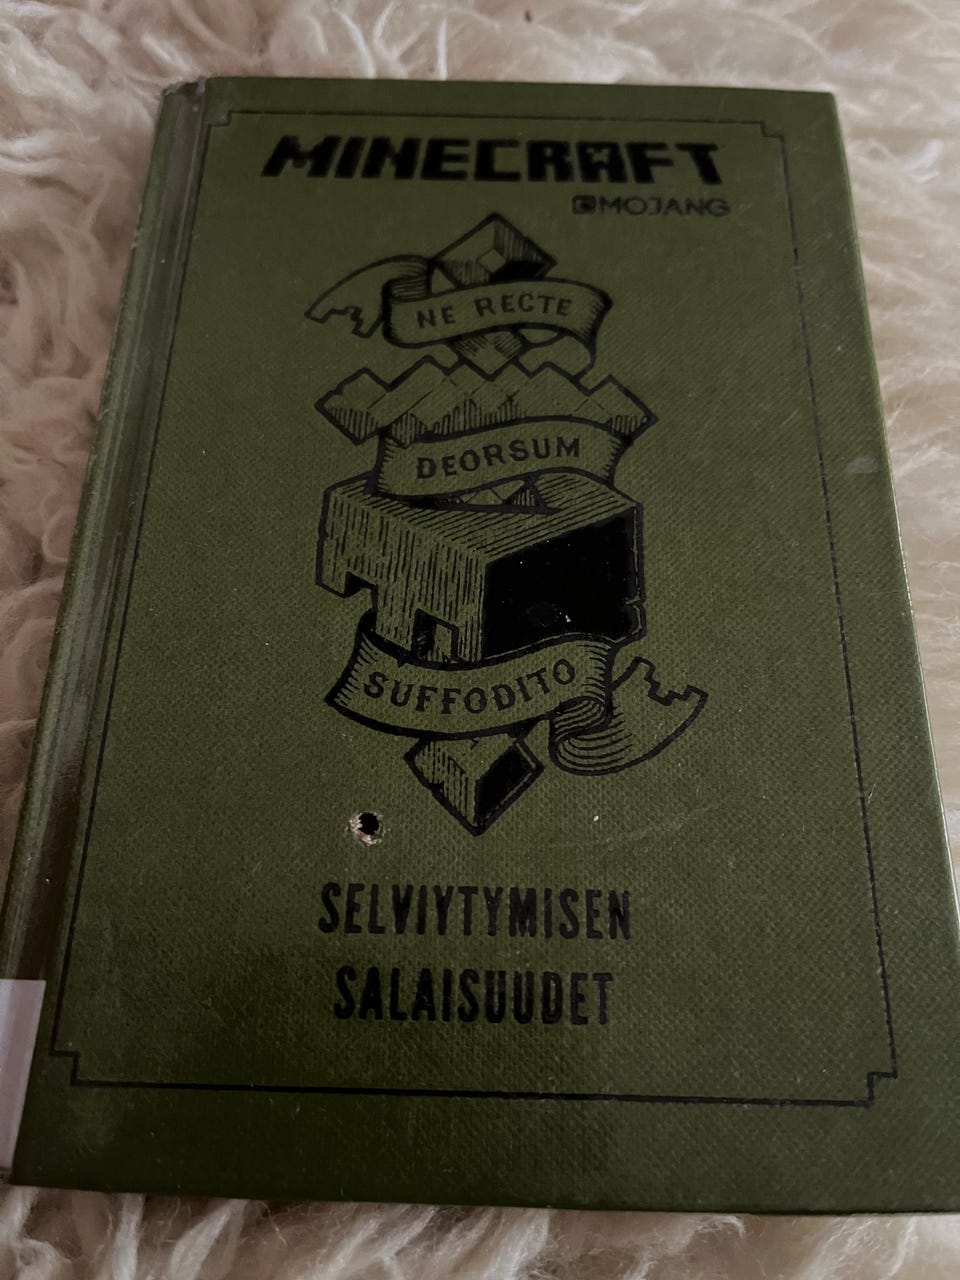 MINECRAFT
MOJANG
NE RECTE
DEORSUM
SUFFODITO
SELVIYTYMISEN
SALAISUUDET